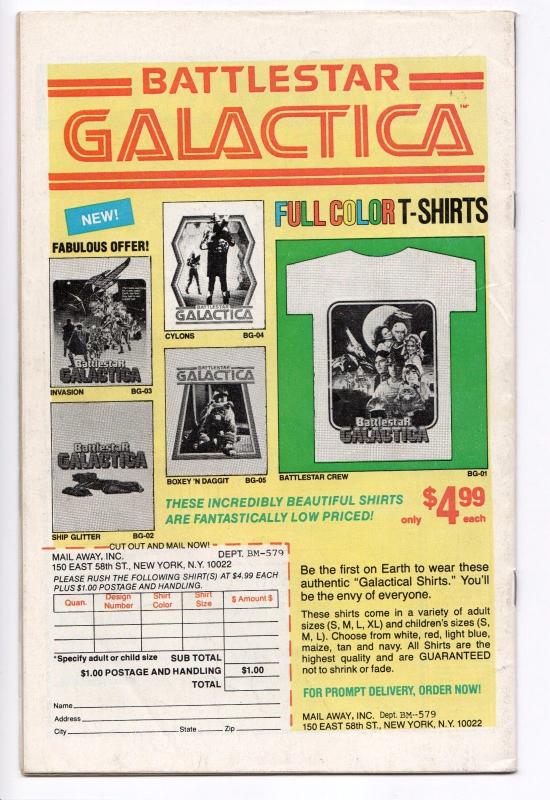 BATTLESTAR
GALACTICA™
NEW!
FABULOUS OFFER!
FULL COLOR T-SHIRTS
BATTLESTAR
GALACTICA
CYLONS BG-04
BattlestaR
GALACTICA
INVASION BG-03
BATTLESTAR
GALACTICA
BOXEY 'N DAGGIT BG-05
BattlestaR
GALACTICA
SHIP GLITTER BG-02
BattlestaR
GALACTICA
BATTLESTAR CREW BG-01
THESE INCREDIBLY BEAUTIFUL SHIRTS
ARE FANTASTICALLY LOW PRICED!
only $4.99 each
CUT OUT AND MAIL NOW!
MAIL AWAY, INC. DEPT. BM-579
150 EAST 58th ST., NEW YORK, N.Y. 10022
PLEASE RUSH THE FOLLOWING SHIRT(S) AT $4.99 EACH
PLUS $1.00 POSTAGE AND HANDLING.
Quan. Design Number Shirt Color Shirt Size $ Amount $
*Specify adult or child size SUB TOTAL
$1.00 POSTAGE AND HANDLING $1.00
TOTAL
Name
Address
City State Zip
Be the first on Earth to wear these
authentic "Galactical Shirts." You'll
be the envy of everyone.
These shirts come in a variety of adult
sizes (S, M, L, XL) and children's sizes (S,
M, L). Choose from white, red, light blue,
maize, tan and navy. All Shirts are the
highest quality and are GUARANTEED
not to shrink or fade.
FOR PROMPT DELIVERY, ORDER NOW!
MAIL AWAY, INC. Dept. BM-579
150 EAST 58th ST., NEW YORK, N.Y. 10022